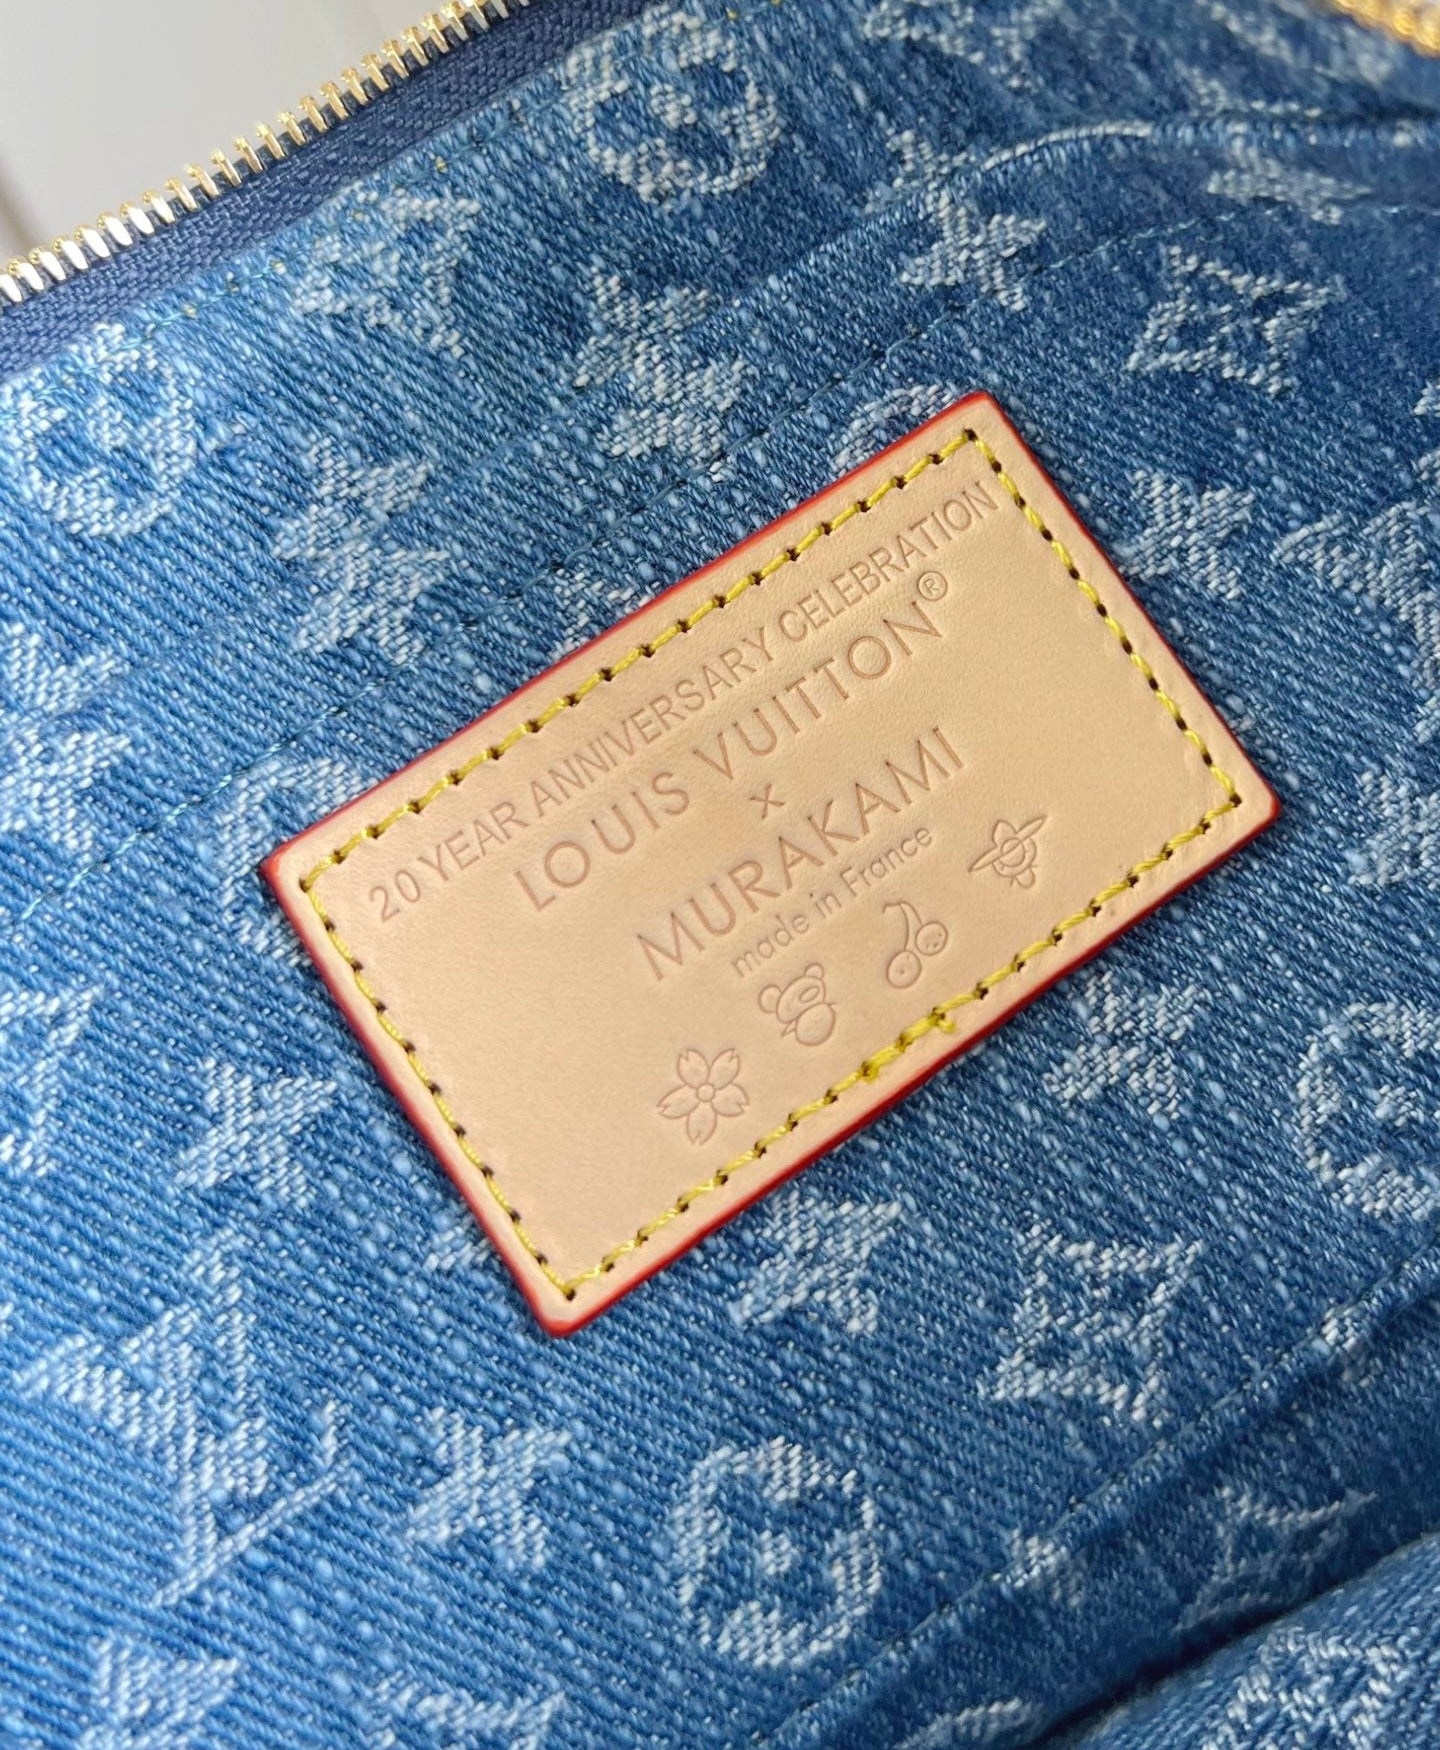 20 YEAR ANNIVERSARY CELEBRATION
LOUIS VUITTON®
x
MURAKAMI
made in France